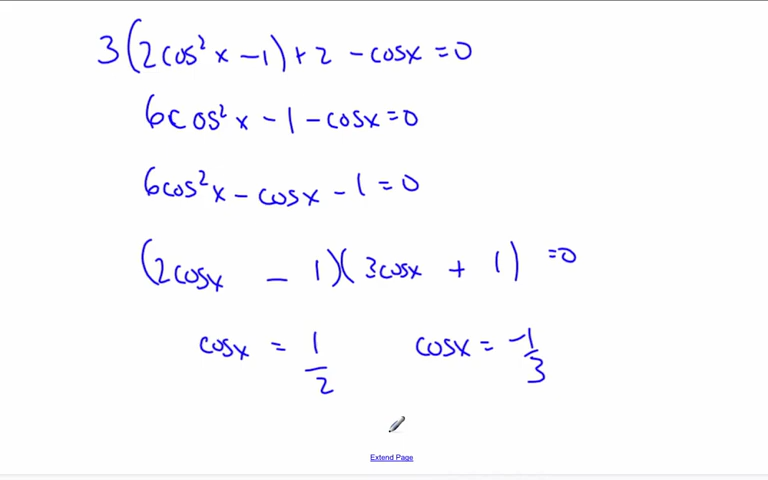 3(2cos²x -1)+2 -cosx =0
6cos²x -1 -cosx=0
6cos²x - cosx -1=0
(2cosx - 1)(3cosx + 1) =0
cosx = 1/2 cosx = -1/3
Extend Page